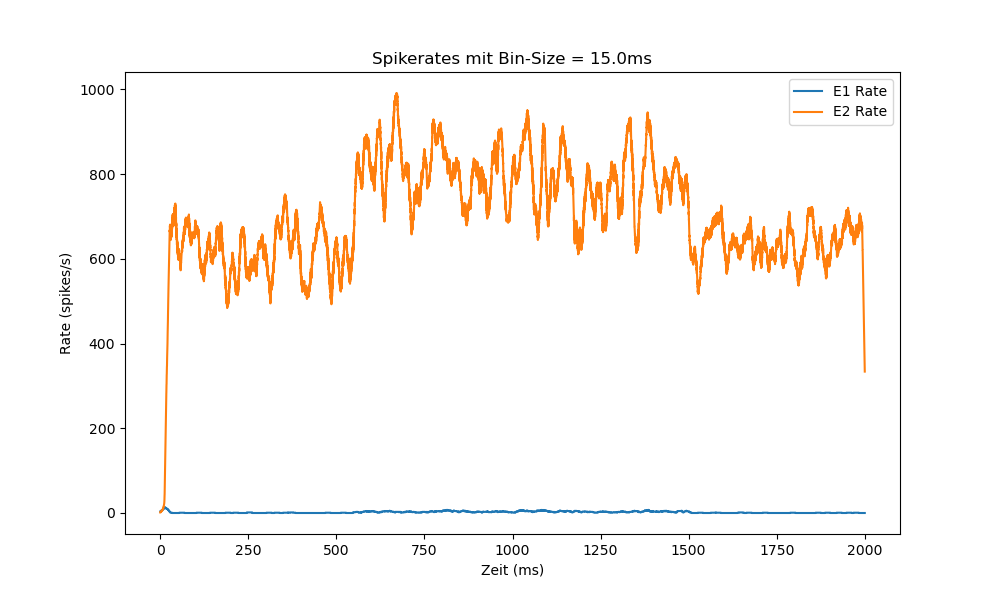 Spikerates mit Bin-Size = 15.0ms
E1 Rate
E2 Rate
1000
800
600
400
200
0
Rate (spikes/s)
0 250 500 750 1000 1250 1500 1750 2000
Zeit (ms)